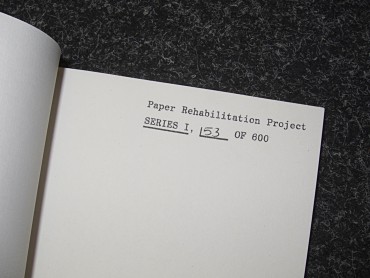 Paper Rehabilitation Project
SERIES I, 153 OF 600